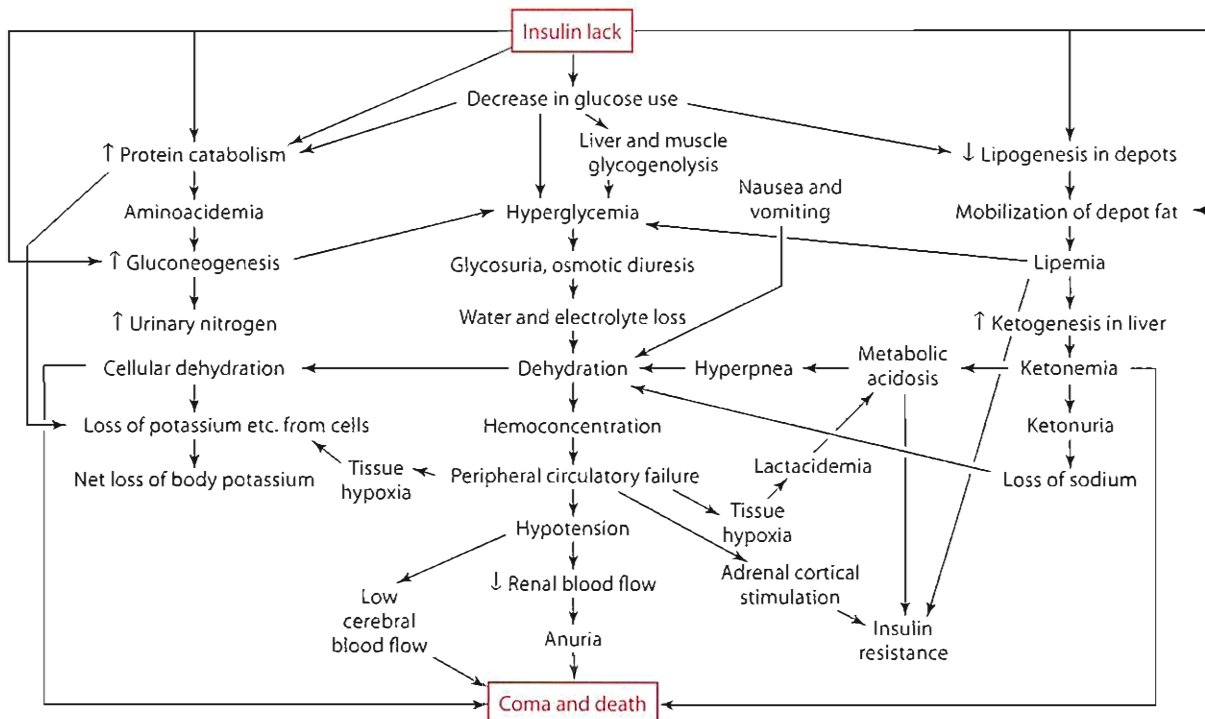 Insulin lack
Decrease in glucose use
Liver and muscle
glycogenolysis
↑ Protein catabolism
↓ Lipogenesis in depots
Nausea and
vomiting
Aminoacidemia
Hyperglycemia
Mobilization of depot fat
↑ Gluconeogenesis
Glycosuria, osmotic diuresis
Lipemia
↑ Urinary nitrogen
Water and electrolyte loss
↑ Ketogenesis in liver
Cellular dehydration
Dehydration
Hyperpnea
Metabolic
acidosis
Ketonemia
Loss of potassium etc. from cells
Hemoconcentration
Ketonuria
Net loss of body potassium
Tissue
hypoxia
Peripheral circulatory failure
Lactacidemia
Loss of sodium
Tissue
hypoxia
Hypotension
Adrenal cortical
stimulation
↓ Renal blood flow
Low
cerebral
blood flow
Anuria
Insulin
resistance
Coma and death